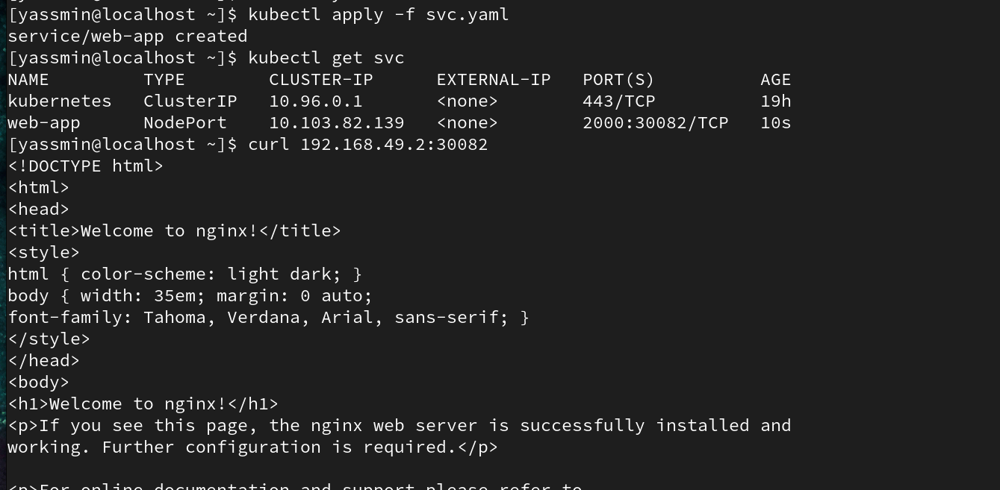 [yassmin@localhost ~]$ kubectl apply -f svc.yaml
service/web-app created
[yassmin@localhost ~]$ kubectl get svc
NAME         TYPE        CLUSTER-IP      EXTERNAL-IP   PORT(S)          AGE
kubernetes   ClusterIP   10.96.0.1       <none>        443/TCP          19h
web-app      NodePort    10.103.82.139   <none>        2000:30082/TCP   10s
[yassmin@localhost ~]$ curl 192.168.49.2:30082
<!DOCTYPE html>
<html>
<head>
<title>Welcome to nginx!</title>
<style>
html { color-scheme: light dark; }
body { width: 35em; margin: 0 auto;
font-family: Tahoma, Verdana, Arial, sans-serif; }
</style>
</head>
<body>
<h1>Welcome to nginx!</h1>
<p>If you see this page, the nginx web server is successfully installed and
working. Further configuration is required.</p>
<p>For online documentation and support please refer to